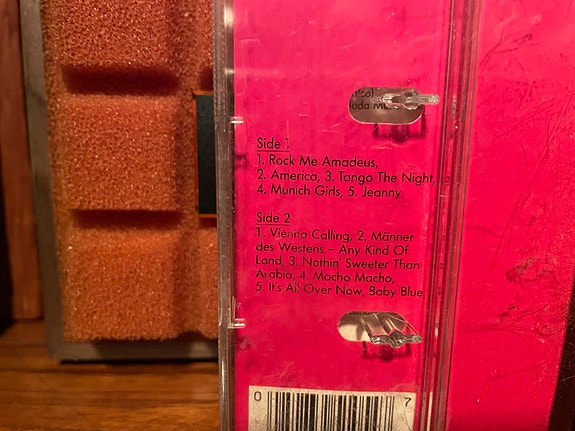 Side 1
1. Rock Me Amadeus,
2. America, 3. Tango The Night,
4. Munich Girls, 5. Jeanny
Side 2
1. Vienna Calling, 2. Männer
des Westens – Any Kind Of
Land, 3. Nothin' Sweeter Than
Arabia, 4. Macho Macho,
5. It's All Over Now, Baby Blue
0 7